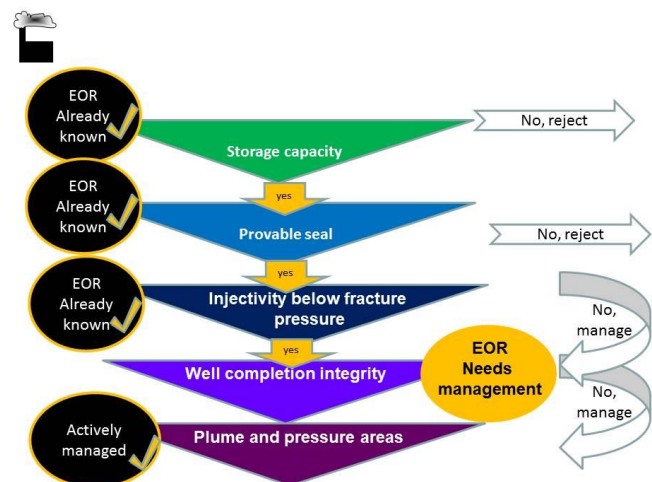 EOR
Already
known
Storage capacity
No, reject
yes
EOR
Already
known
Provable seal
No, reject
yes
EOR
Already
known
Injectivity below fracture
pressure
No,
manage
yes
Well completion integrity
EOR
Needs
management
No,
manage
Actively
managed
Plume and pressure areas